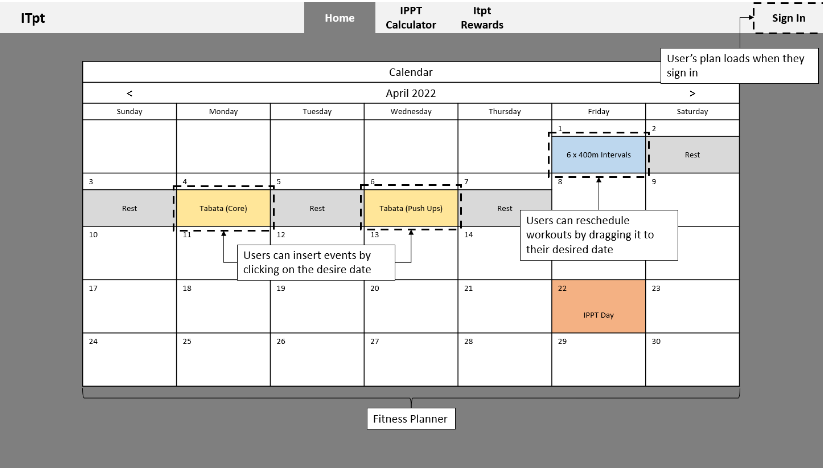 ITpt
Home
IPPT
Calculator
Itpt
Rewards
Sign In
User's plan loads when they
sign in
Calendar
< April 2022 >
Sunday Monday Tuesday Wednesday Thursday Friday Saturday
1 2
6 x 400m Intervals Rest
3 4 5 6 7 8 9
Rest Tabata (Core) Rest Tabata (Push Ups) Rest
Users can reschedule
workouts by dragging it to
their desired date
10 11 12 13 14
Users can insert events by
clicking on the desire date
17 18 19 20 21 22 23
IPPT Day
24 25 26 27 28 29 30
Fitness Planner